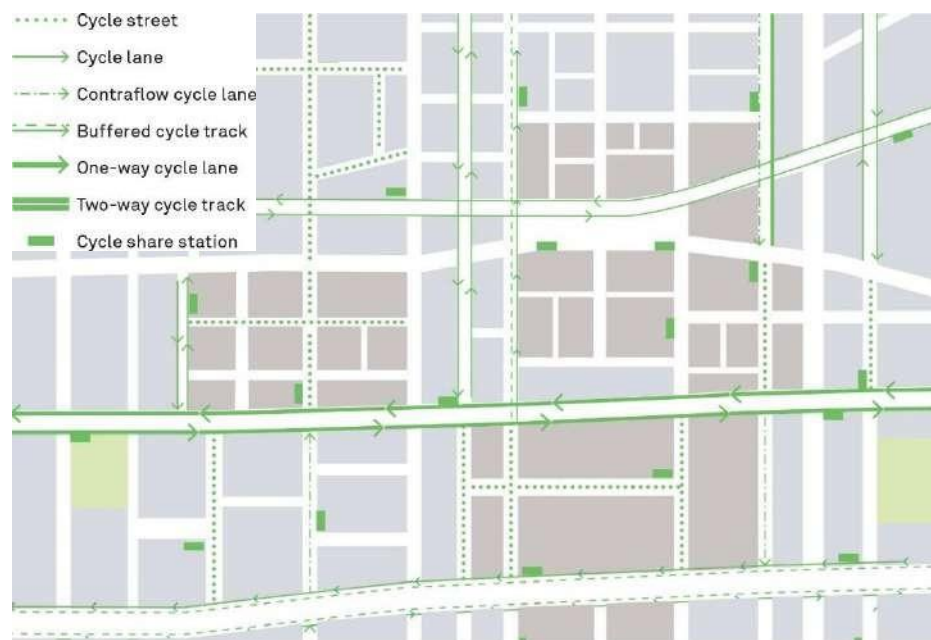 Cycle street
Cycle lane
Contraflow cycle lane
Buffered cycle track
One-way cycle lane
Two-way cycle track
Cycle share station